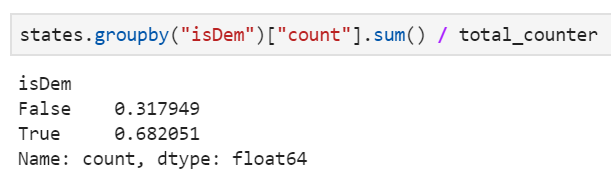 states.groupby("isDem")["count"].sum() / total_counter
isDem
False    0.317949
True     0.682051
Name: count, dtype: float64